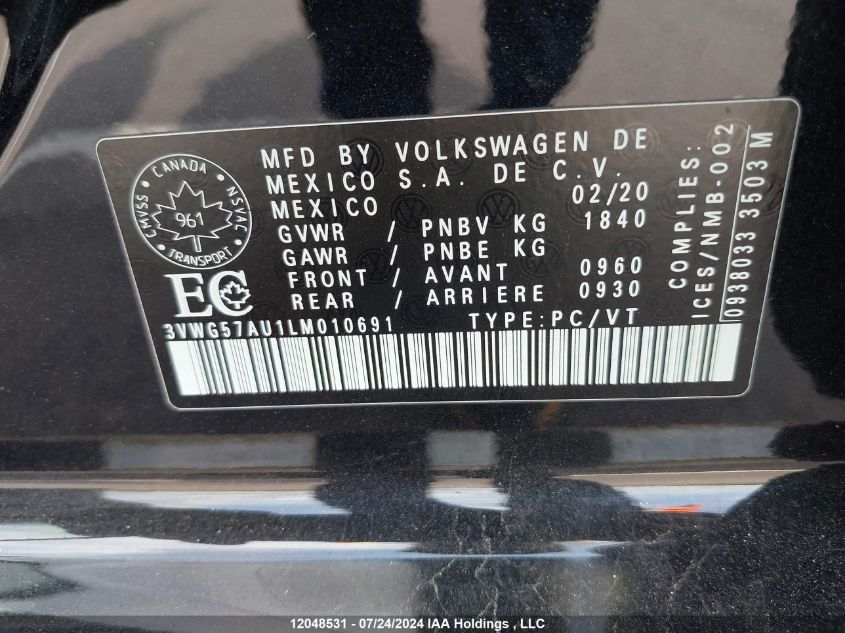 CANADA
CMVSS
NSVAC
961
TRANSPORT
EC
MFD BY VOLKSWAGEN DE
MEXICO S.A. DE C.V.
MEXICO 02/20
GVWR / PNBV KG 1840
GAWR / PNBE KG
FRONT / AVANT 0960
REAR / ARRIERE 0930
3VWG57AU1LM010691 TYPE:PC/VT
COMPLIES:
ICES/NMB-002
0938033 3503 M
12048531 - 07/24/2024 IAA Holdings , LLC